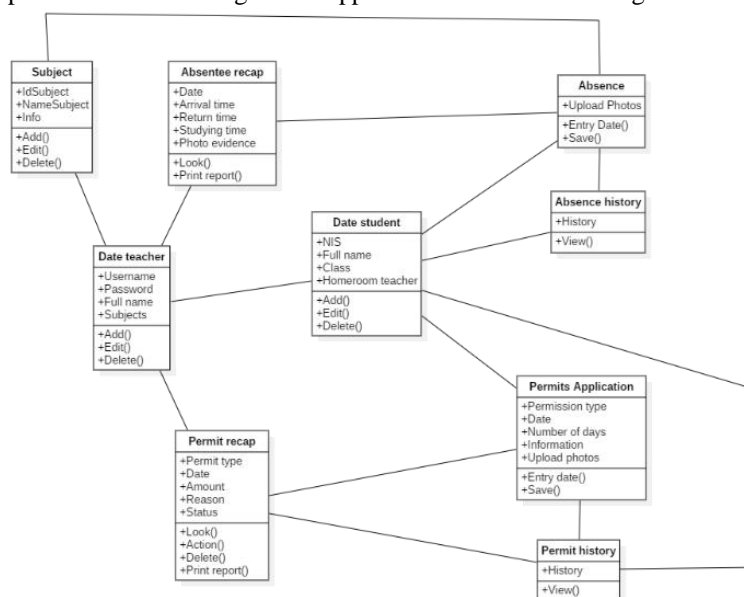 Subject
+IdSubject
+NameSubject
+Info
+Add()
+Edit()
+Delete()
Absentee recap
+Date
+Arrival time
+Return time
+Studying time
+Photo evidence
+Look()
+Print report()
Absence
+Upload Photos
+Entry Date()
+Save()
Absence history
+History
+View()
Date student
+NIS
+Full name
+Class
+Homeroom teacher
+Add()
+Edit()
+Delete()
Date teacher
+Username
+Password
+Full name
+Subjects
+Add()
+Edit()
+Delete()
Permits Application
+Permission type
+Date
+Number of days
+Information
+Upload photos
+Entry date()
+Save()
Permit recap
+Permit type
+Date
+Amount
+Reason
+Status
+Look()
+Action()
+Delete()
+Print report()
Permit history
+History
+View()